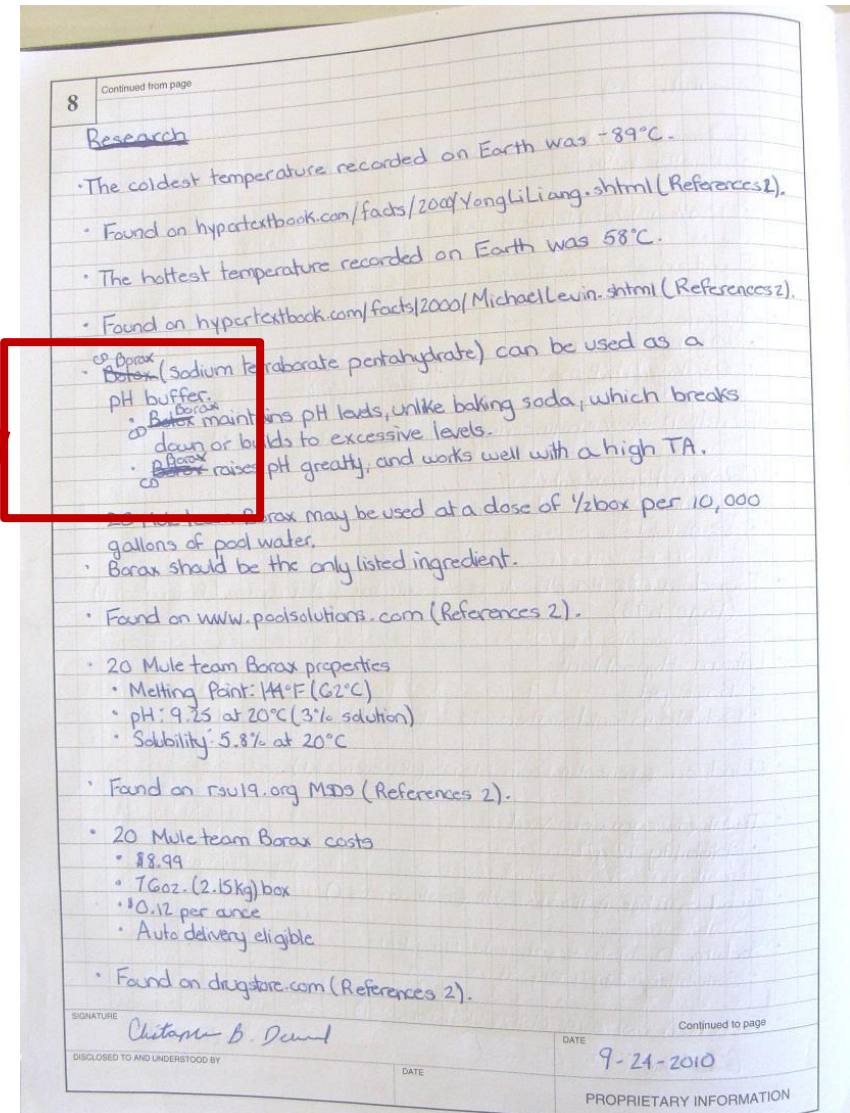 8
Continued from page
Research
· The coldest temperature recorded on Earth was -89°C.
· Found on hypertextbook.com/facts/2000/YongLiLiang.shtml (References 2).
· The hottest temperature recorded on Earth was 58°C.
· Found on hypertextbook.com/facts/2000/MichaelLevin.shtml (References 2).
Borax
· Botox (sodium tetraborate pentahydrate) can be used as a
pH buffer.
Borax
· Botox maintains pH levels, unlike baking soda, which breaks
down or builds to excessive levels.
· Borax raises pH greatly, and works well with a high TA.
20 Mule team Borax may be used at a dose of 1/2 box per 10,000
gallons of pool water.
· Borax should be the only listed ingredient.
· Found on www.poolsolutions.com (References 2).
· 20 Mule team Borax properties
· Melting Point: 144°F (62°C)
· pH: 9.25 at 20°C (3% solution)
· Solubility: 5.8% at 20°C
· Found on rsu19.org MSDS (References 2).
· 20 Mule team Borax costs
· $8.99
· 76oz. (2.15kg) box
· $0.12 per ounce
· Auto delivery eligible
· Found on drugstore.com (References 2).
SIGNATURE
B.
Continued to page
DATE
9-24-2010
DISCLOSED TO AND UNDERSTOOD BY
DATE
PROPRIETARY INFORMATION